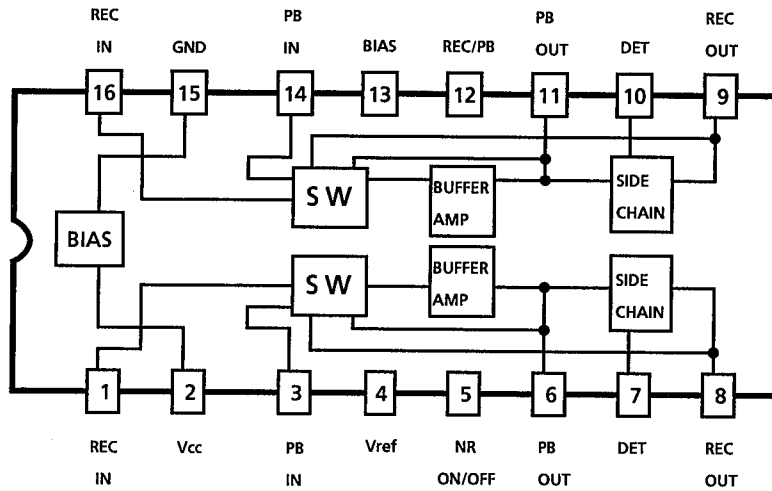 REC PB PB REC
IN GND IN BIAS REC/PB OUT DET OUT
16 15 14 13 12 11 10 9
SW BUFFER AMP SIDE CHAIN
BIAS
SW BUFFER AMP SIDE CHAIN
1 2 3 4 5 6 7 8
REC Vcc PB Vref NR PB DET REC
IN IN ON/OFF OUT OUT